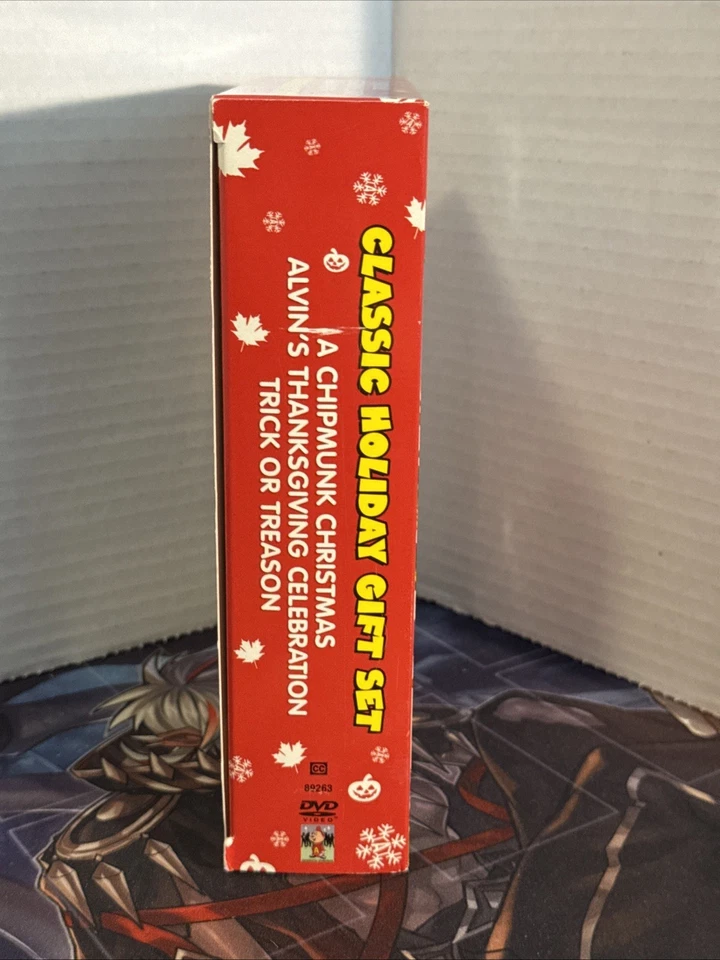 CLASSIC HOLIDAY GIFT SET
A CHIPMUNK CHRISTMAS
ALVIN'S THANKSGIVING CELEBRATION
TRICK OR TREASON
CC
89263
DVD
VIDEO